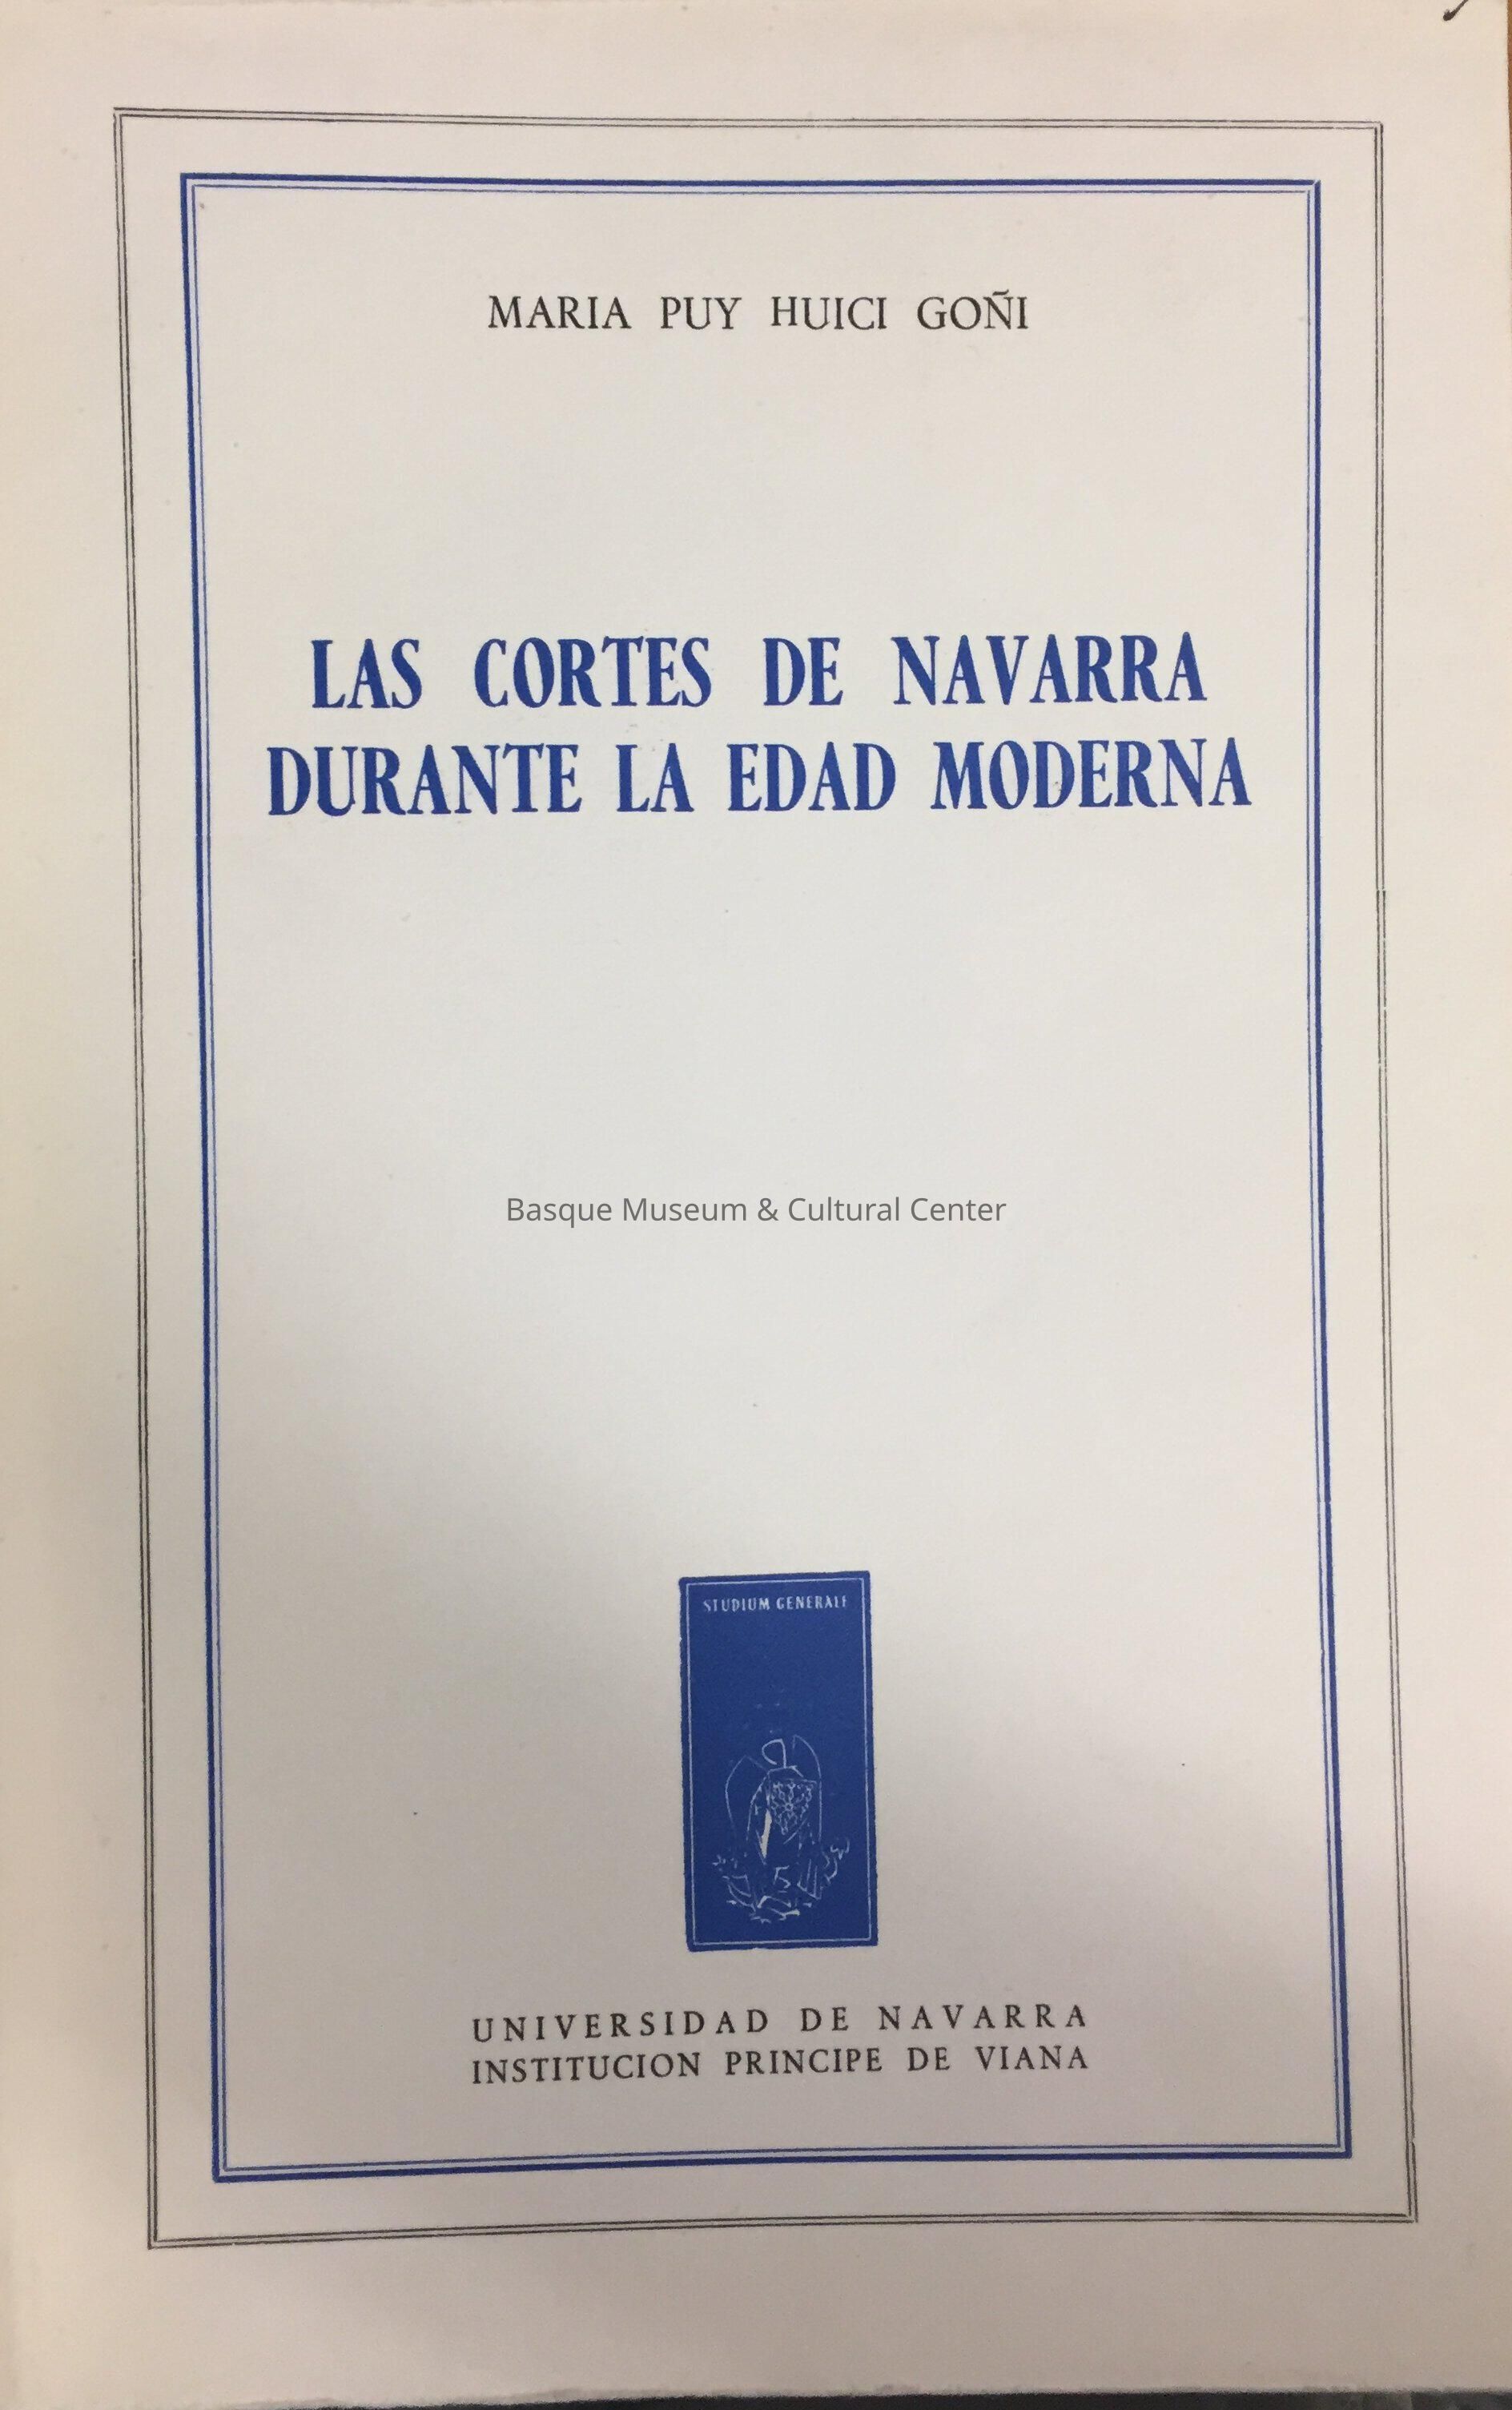 MARIA PUY HUICI GOÑI
LAS CORTES DE NAVARRA
DURANTE LA EDAD MODERNA
Basque Museum & Cultural Center
STUDIUM GENERALE
UNIVERSIDAD DE NAVARRA
INSTITUCION PRINCIPE DE VIANA